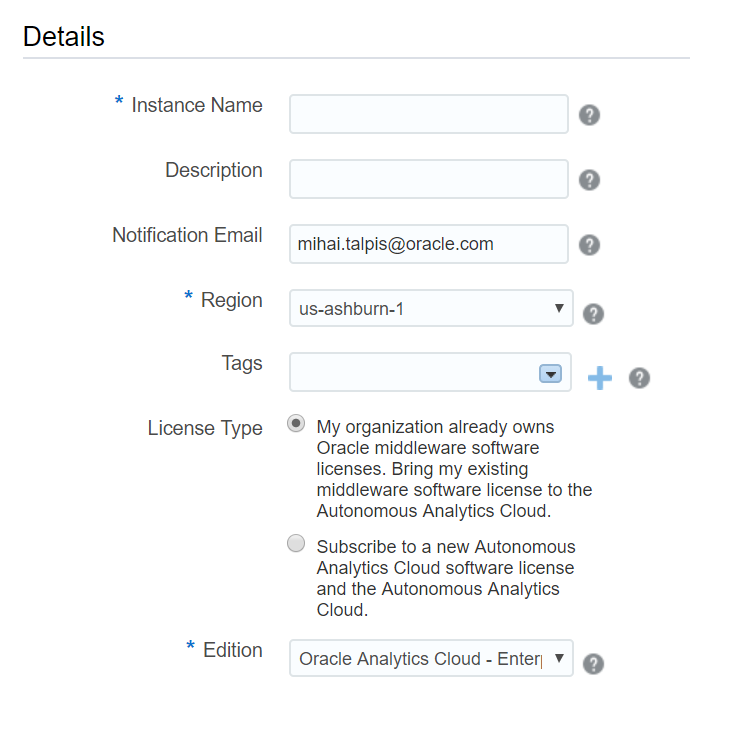 Details
* Instance Name
Description
Notification Email mihai.talpis@oracle.com
* Region us-ashburn-1
Tags
License Type
My organization already owns
Oracle middleware software
licenses. Bring my existing
middleware software license to the
Autonomous Analytics Cloud.
Subscribe to a new Autonomous
Analytics Cloud software license
and the Autonomous Analytics
Cloud.
* Edition Oracle Analytics Cloud - Enter